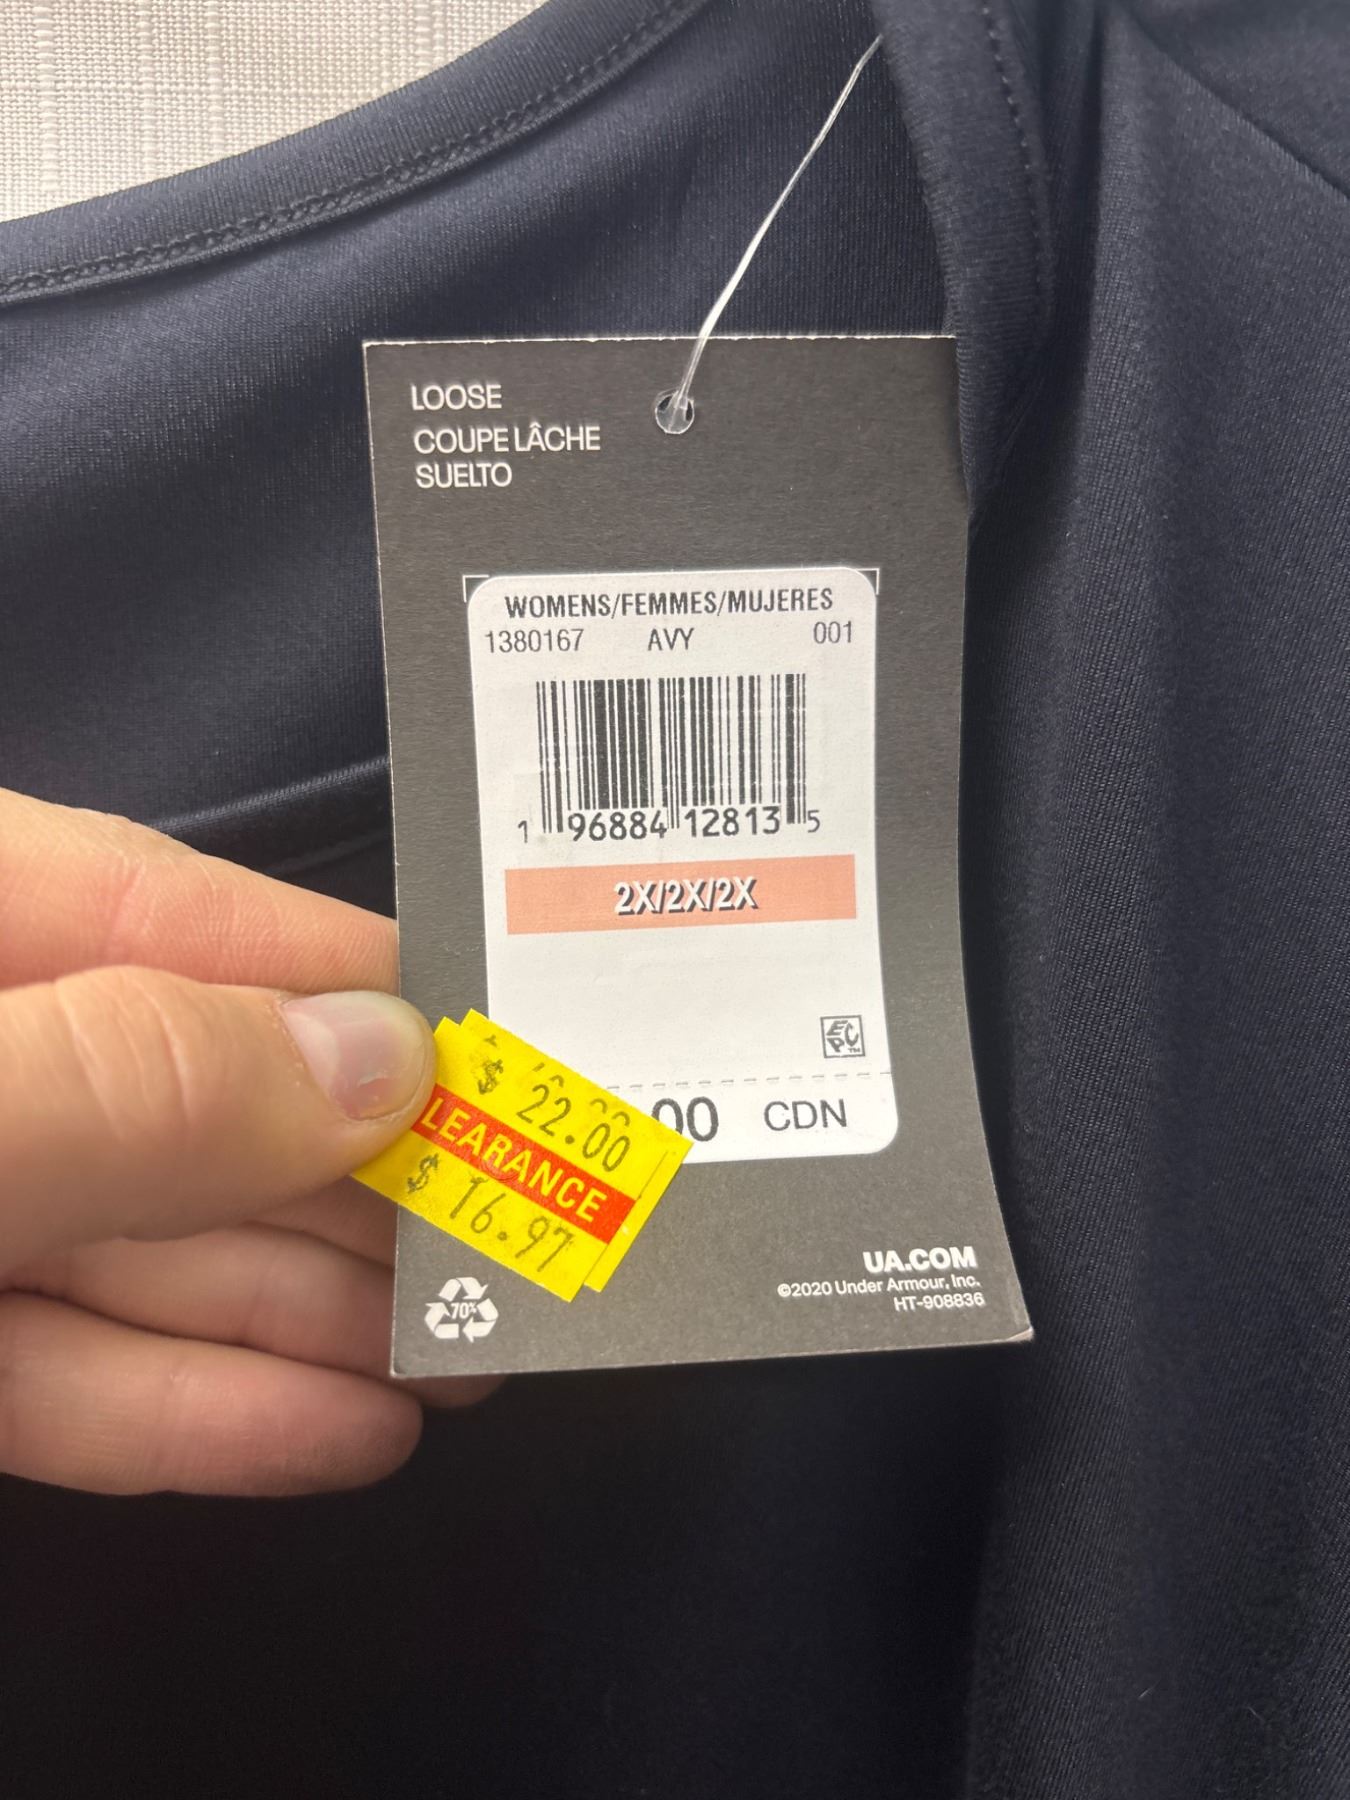 LOOSE
COUPE LÂCHE
SUELTO
WOMENS/FEMMES/MUJERES
1380167 AVY 001
1 96884 12813 5
2X/2X/2X
EPC™
00 CDN
$ 22.00
LEARANCE
$ 16.97
70%
UA.COM
©2020 Under Armour, Inc.
HT-908836